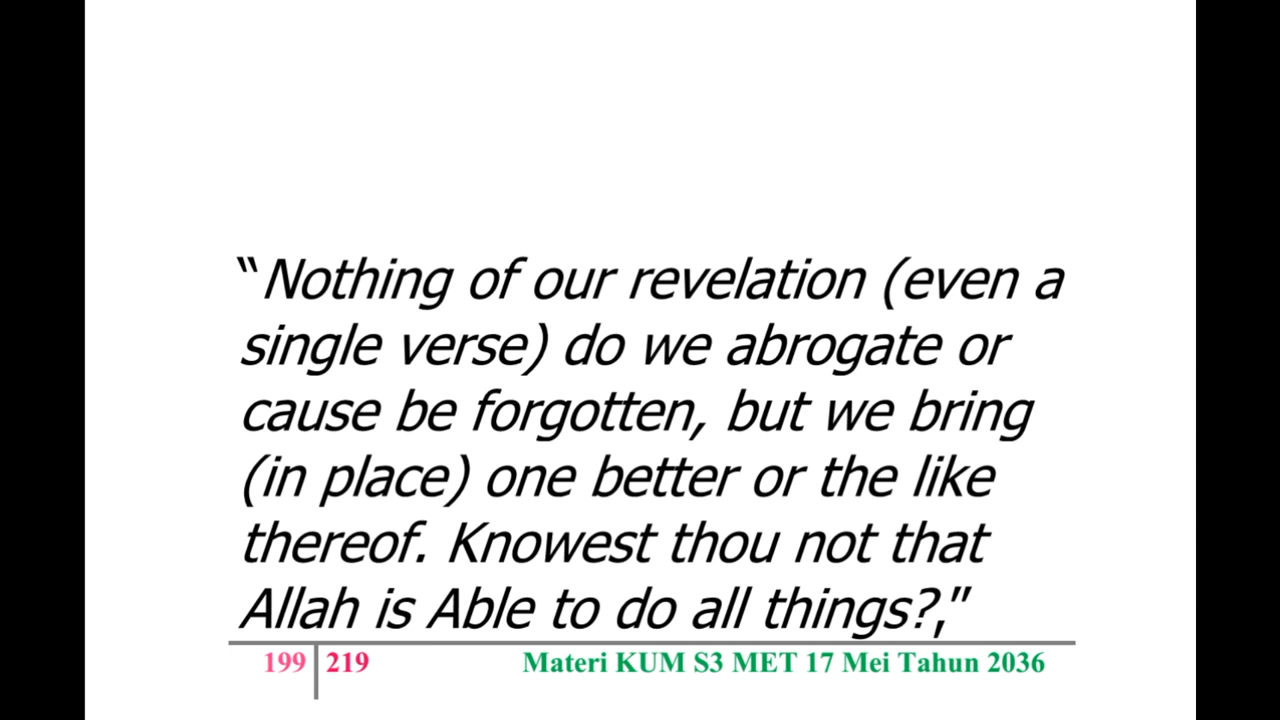 “Nothing of our revelation (even a
single verse) do we abrogate or
cause be forgotten, but we bring
(in place) one better or the like
thereof. Knowest thou not that
Allah is Able to do all things?,”
199 219 Materi KUM S3 MET 17 Mei Tahun 2036